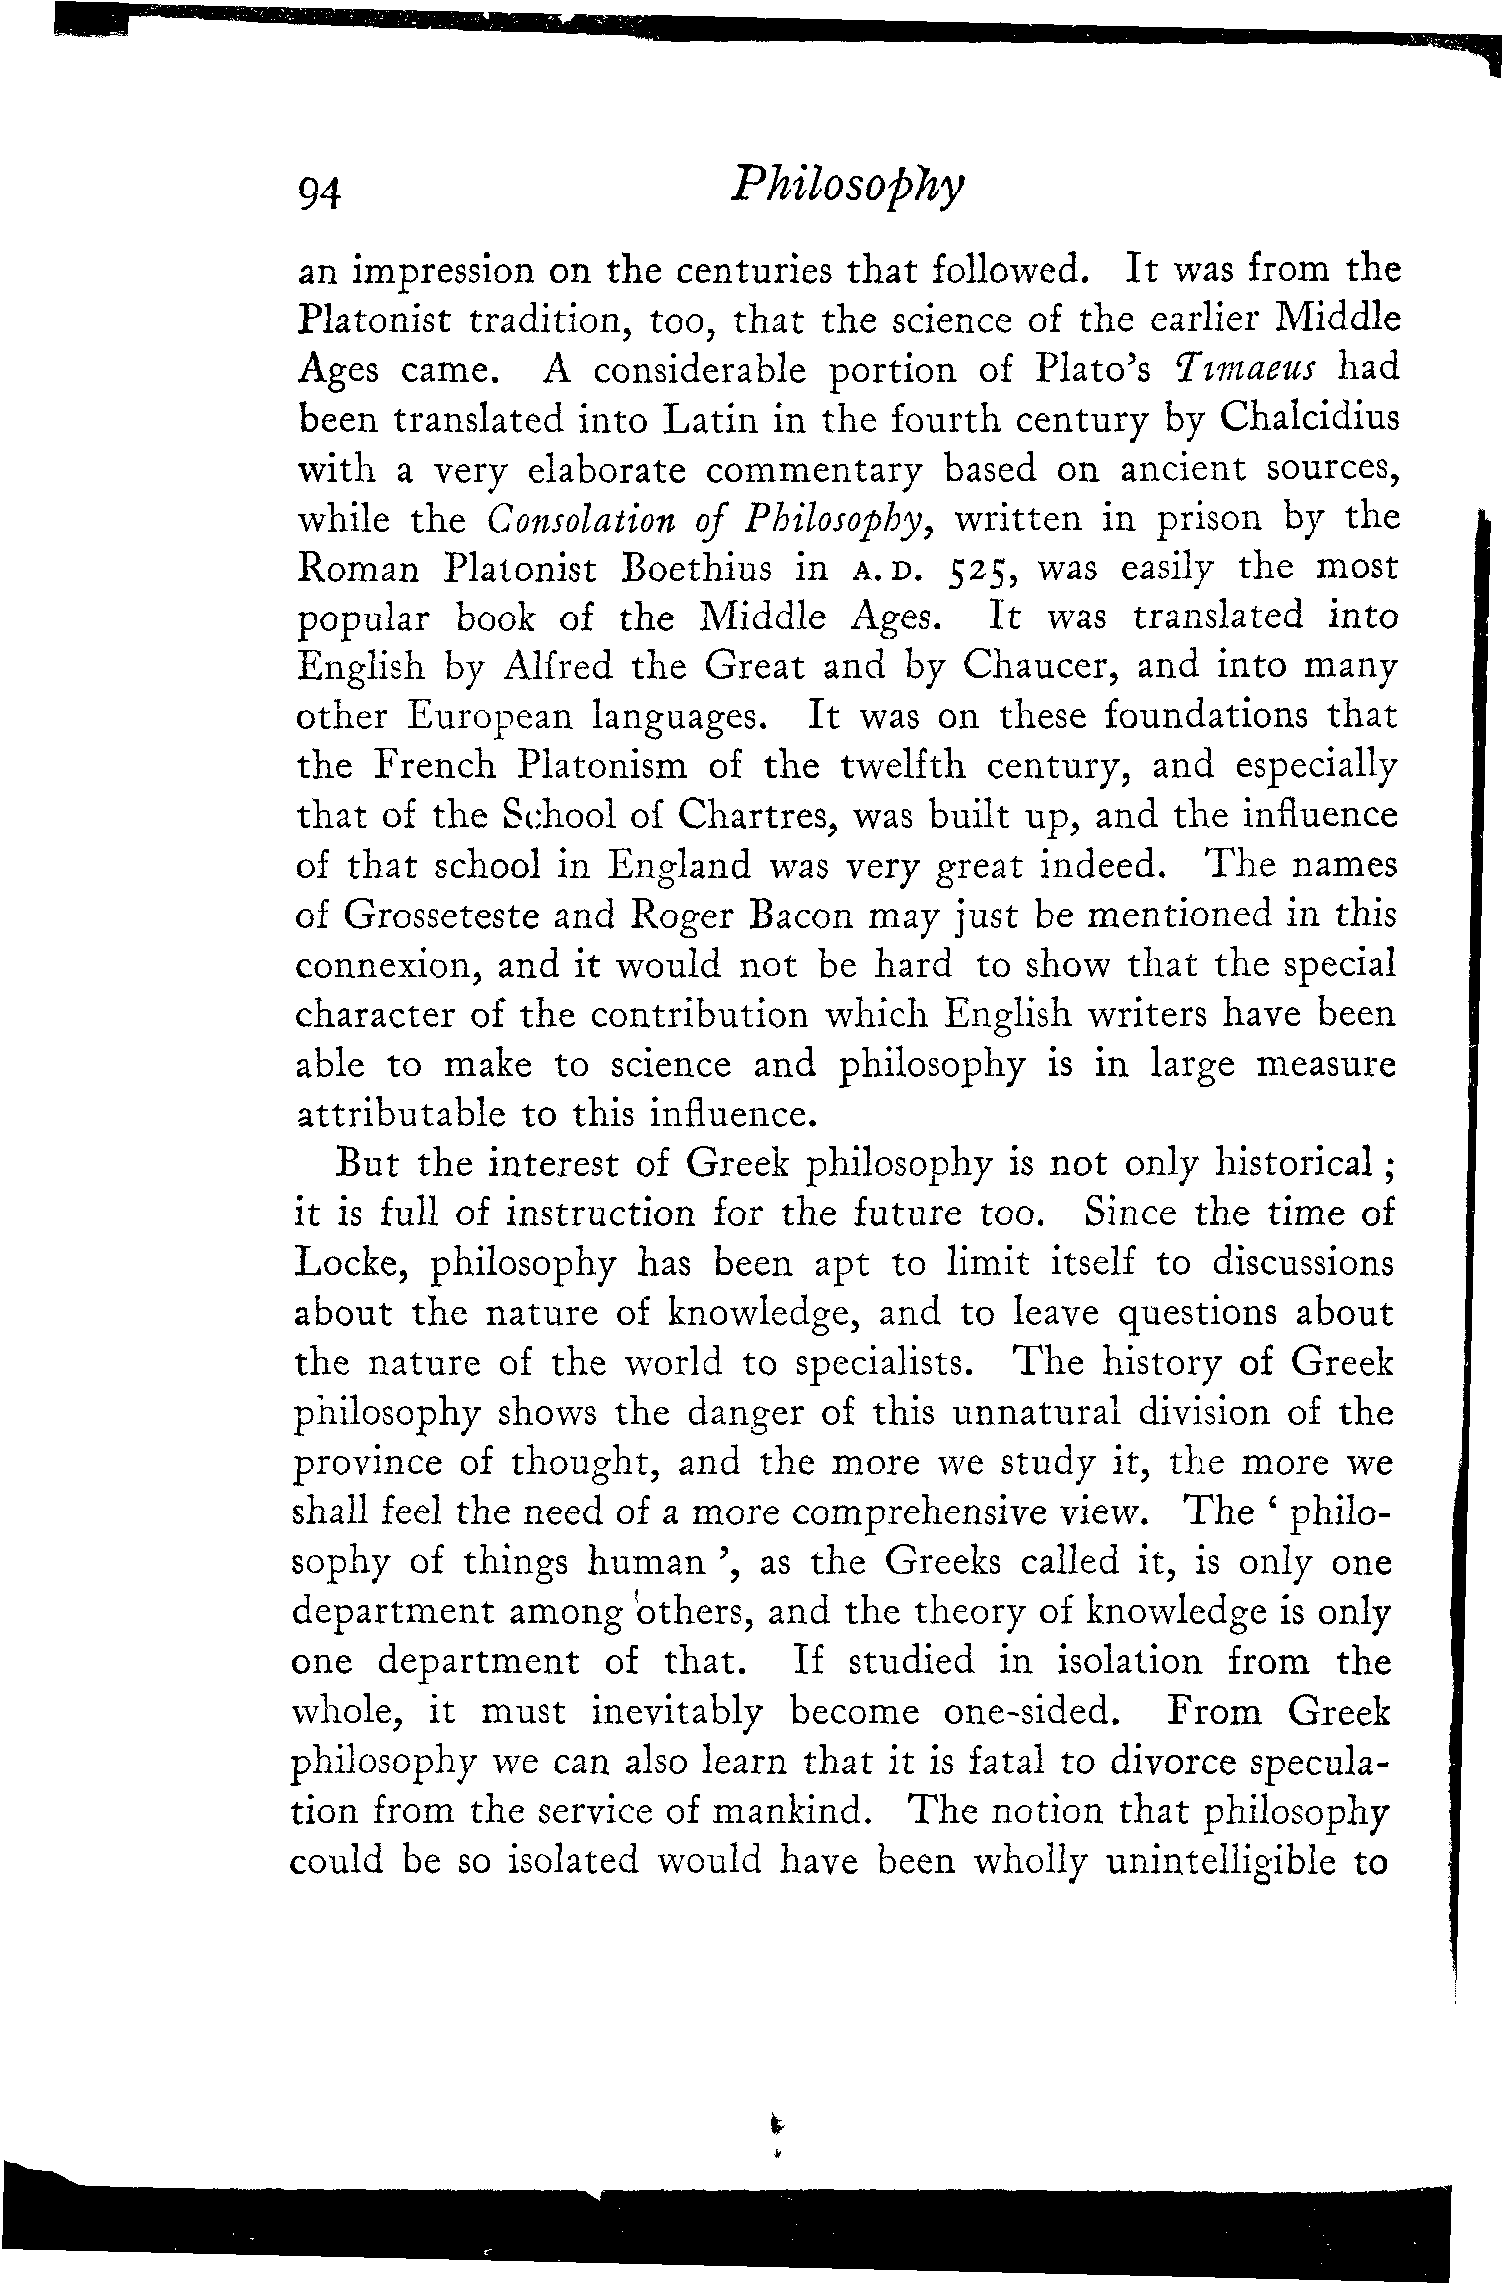 94 Philosophy
an impression on the centuries that followed. It was from the
Platonist tradition, too, that the science of the earlier Middle
Ages came. A considerable portion of Plato's Timaeus had
been translated into Latin in the fourth century by Chalcidius
with a very elaborate commentary based on ancient sources,
while the Consolation of Philosophy, written in prison by the
Roman Platonist Boethius in A.D. 525, was easily the most
popular book of the Middle Ages. It was translated into
English by Alfred the Great and by Chaucer, and into many
other European languages. It was on these foundations that
the French Platonism of the twelfth century, and especially
that of the School of Chartres, was built up, and the influence
of that school in England was very great indeed. The names
of Grosseteste and Roger Bacon may just be mentioned in this
connexion, and it would not be hard to show that the special
character of the contribution which English writers have been
able to make to science and philosophy is in large measure
attributable to this influence.
But the interest of Greek philosophy is not only historical ;
it is full of instruction for the future too. Since the time of
Locke, philosophy has been apt to limit itself to discussions
about the nature of knowledge, and to leave questions about
the nature of the world to specialists. The history of Greek
philosophy shows the danger of this unnatural division of the
province of thought, and the more we study it, the more we
shall feel the need of a more comprehensive view. The ‘ philo-
sophy of things human ’, as the Greeks called it, is only one
department among others, and the theory of knowledge is only
one department of that. If studied in isolation from the
whole, it must inevitably become one-sided. From Greek
philosophy we can also learn that it is fatal to divorce specula-
tion from the service of mankind. The notion that philosophy
could be so isolated would have been wholly unintelligible to